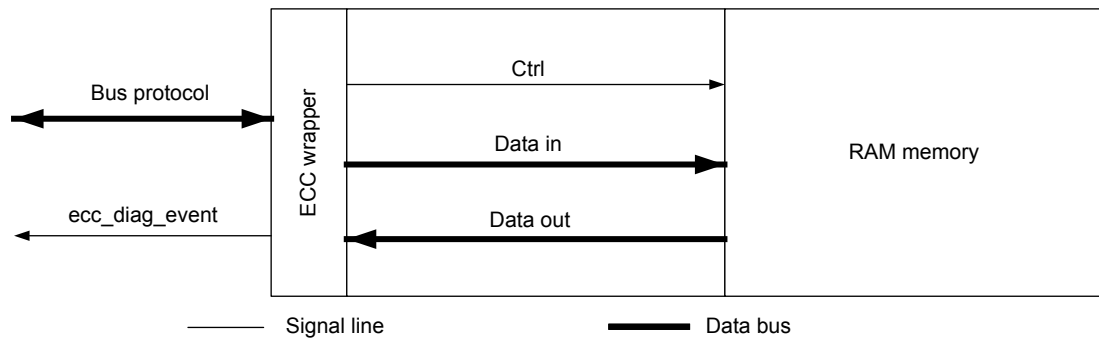 Ctrl
Bus protocol
Data in
ECC wrapper
RAM memory
ecc_diag_event
Data out
Signal line
Data bus